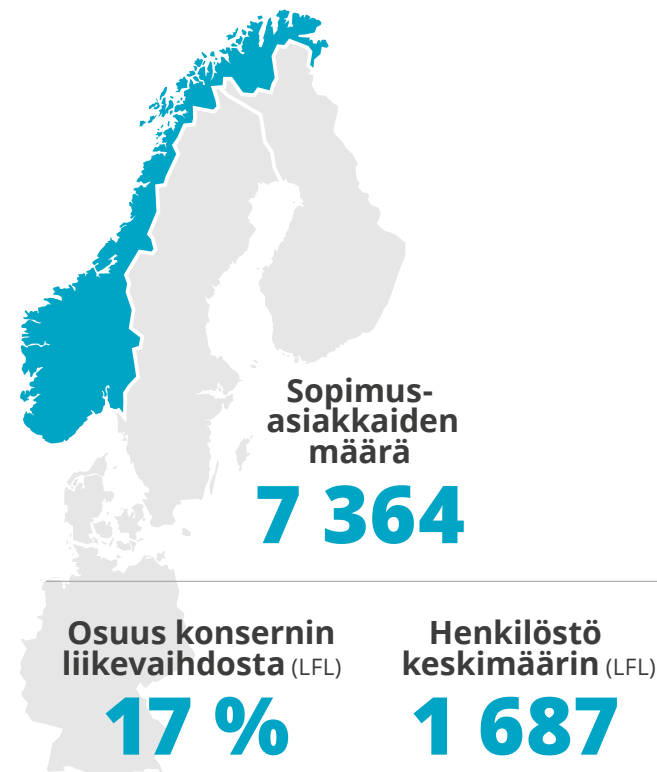 Sopimus-
asiakkaiden
määrä
7 364
Osuus konsernin
liikevaihdosta (LFL)
17 %
Henkilöstö
keskimäärin (LFL)
1 687